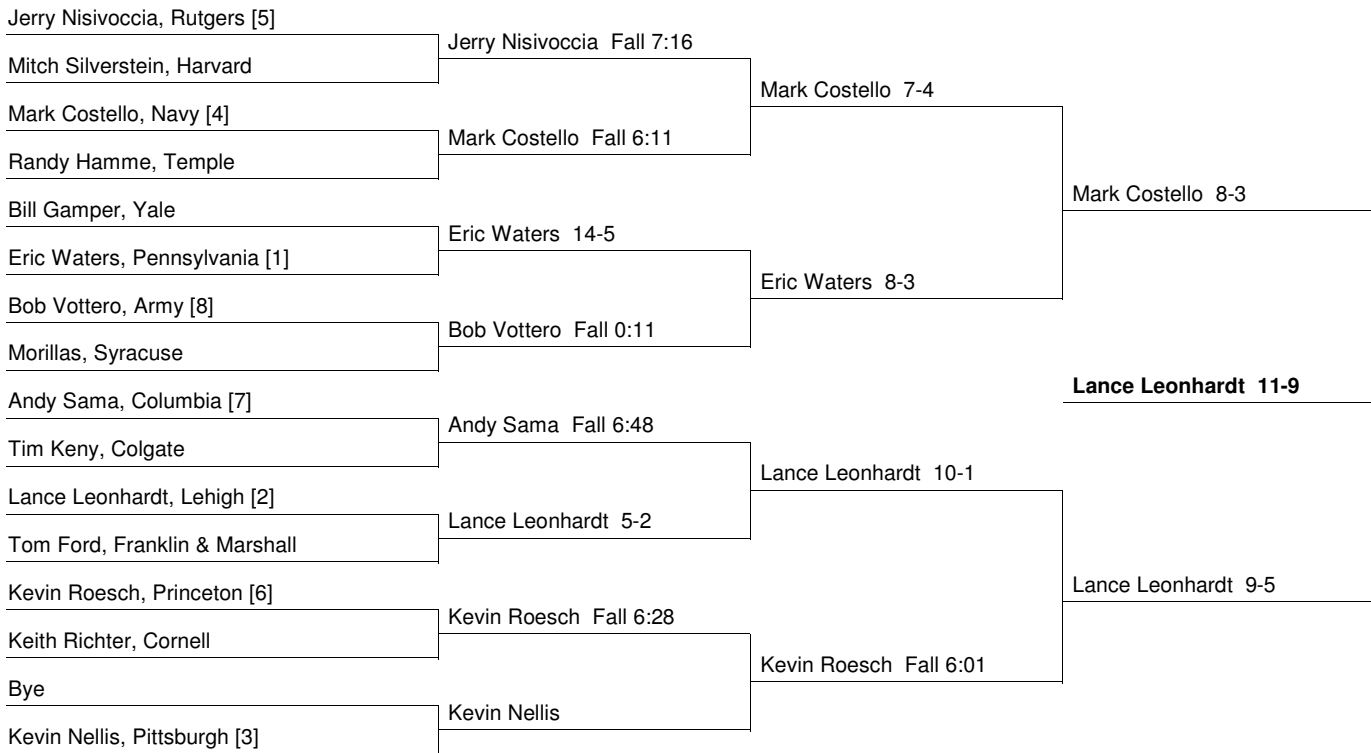 Jerry Nisivoccia, Rutgers [5]
Mitch Silverstein, Harvard
Mark Costello, Navy [4]
Randy Hamme, Temple
Bill Gamper, Yale
Eric Waters, Pennsylvania [1]
Bob Vottero, Army [8]
Morillas, Syracuse
Andy Sama, Columbia [7]
Tim Keny, Colgate
Lance Leonhardt, Lehigh [2]
Tom Ford, Franklin & Marshall
Kevin Roesch, Princeton [6]
Keith Richter, Cornell
Bye
Kevin Nellis, Pittsburgh [3]
Jerry Nisivoccia Fall 7:16
Mark Costello Fall 6:11
Eric Waters 14-5
Bob Vottero Fall 0:11
Andy Sama Fall 6:48
Lance Leonhardt 5-2
Kevin Roesch Fall 6:28
Kevin Nellis
Mark Costello 7-4
Eric Waters 8-3
Lance Leonhardt 10-1
Kevin Roesch Fall 6:01
Mark Costello 8-3
Lance Leonhardt 9-5
Lance Leonhardt 11-9